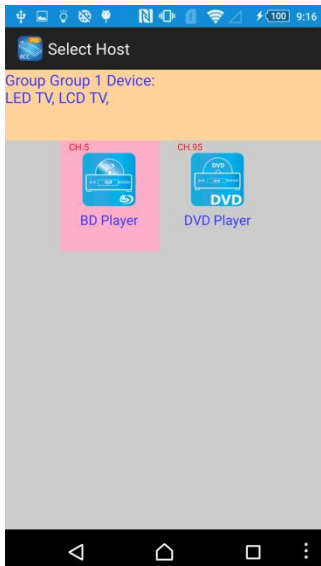 100 9:16
Select Host
Group Group 1 Device:
LED TV, LCD TV,
CH.5 CH.95
DVD
DVD
BD Player DVD Player